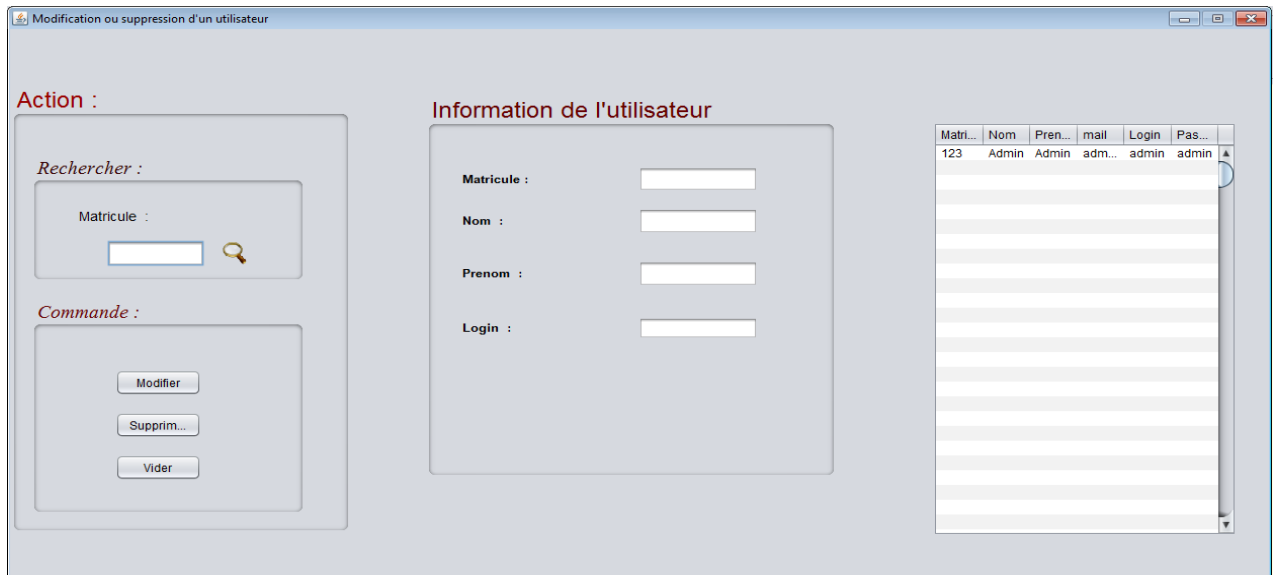 Modification ou suppression d'un utilisateur
Action :
Rechercher :
Matricule :
Commande :
Modifier
Supprim...
Vider
Information de l'utilisateur
Matricule :
Nom :
Prenom :
Login :
Matri... Nom Pren... mail Login Pas...
123 Admin Admin adm... admin admin